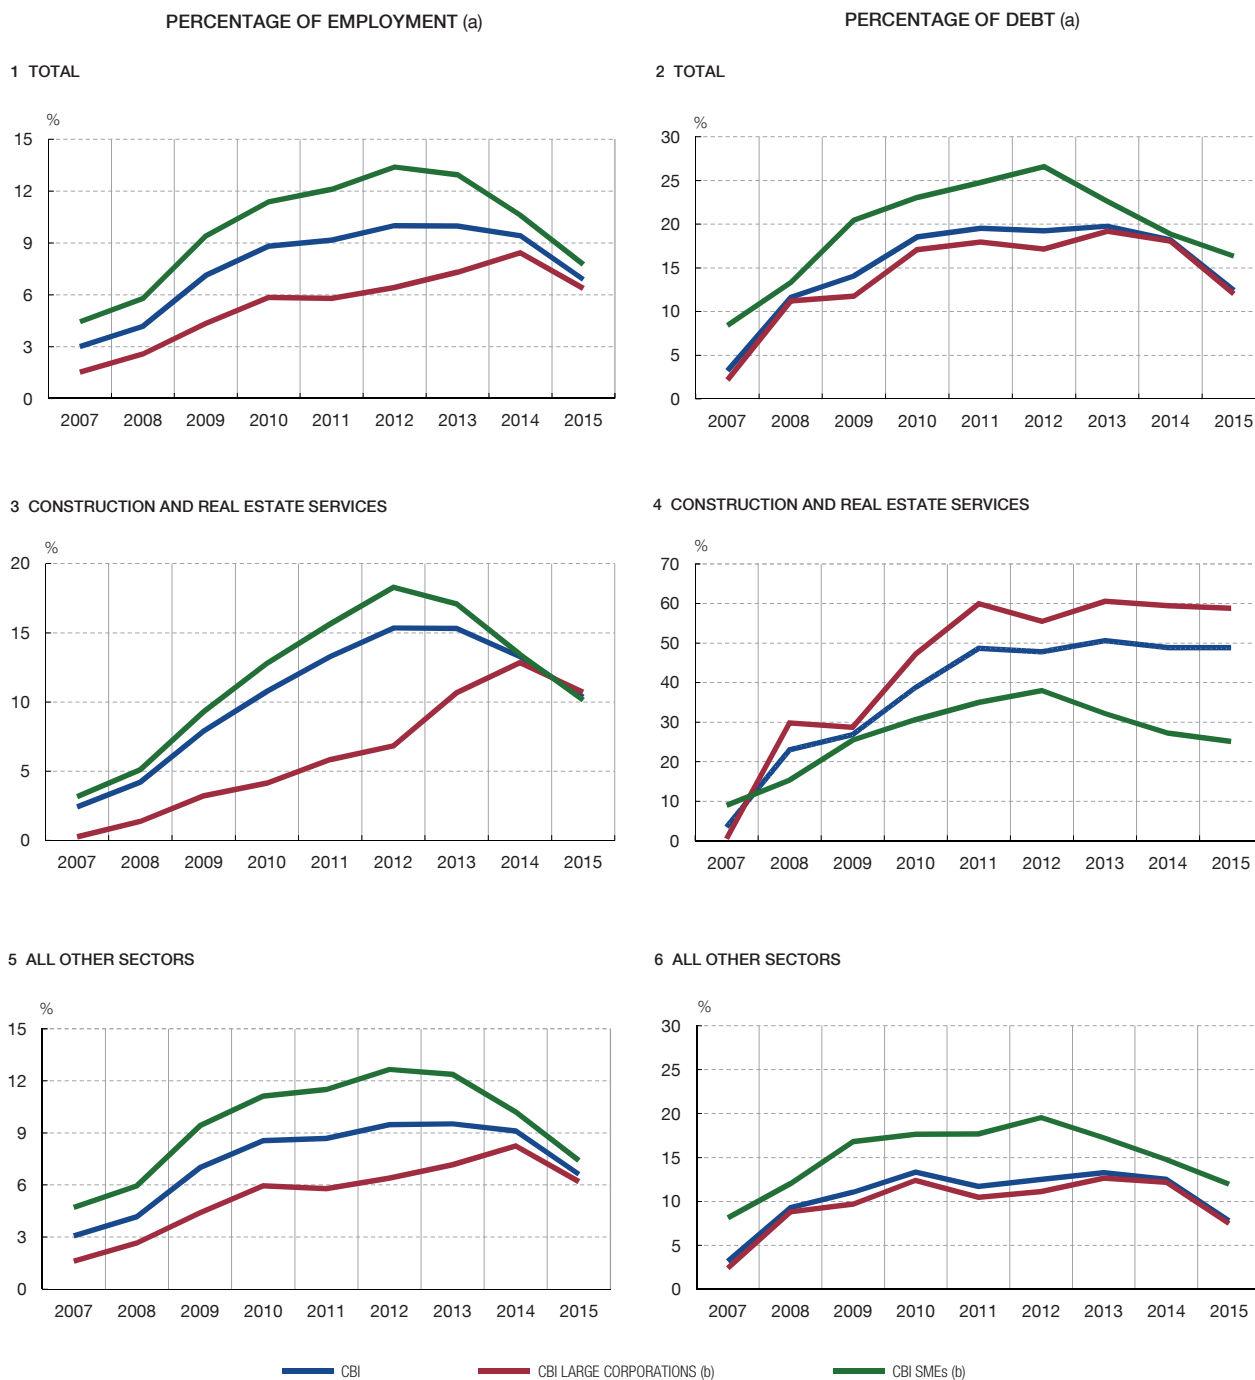 PERCENTAGE OF EMPLOYMENT (a)
PERCENTAGE OF DEBT (a)
1 TOTAL
%
15
12
9
6
3
0
2007 2008 2009 2010 2011 2012 2013 2014 2015
2 TOTAL
%
30
25
20
15
10
5
0
2007 2008 2009 2010 2011 2012 2013 2014 2015
3 CONSTRUCTION AND REAL ESTATE SERVICES
%
20
15
10
5
0
2007 2008 2009 2010 2011 2012 2013 2014 2015
4 CONSTRUCTION AND REAL ESTATE SERVICES
%
70
60
50
40
30
20
10
0
2007 2008 2009 2010 2011 2012 2013 2014 2015
5 ALL OTHER SECTORS
%
15
12
9
6
3
0
2007 2008 2009 2010 2011 2012 2013 2014 2015
6 ALL OTHER SECTORS
%
30
25
20
15
10
5
0
2007 2008 2009 2010 2011 2012 2013 2014 2015
CBI
CBI LARGE CORPORATIONS (b)
CBI SMEs (b)